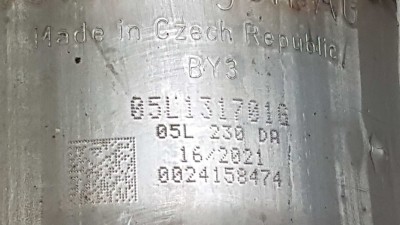 Made in Czech Republic
BY3
05L131701G
05L 230 DA
16/2021
0024158474